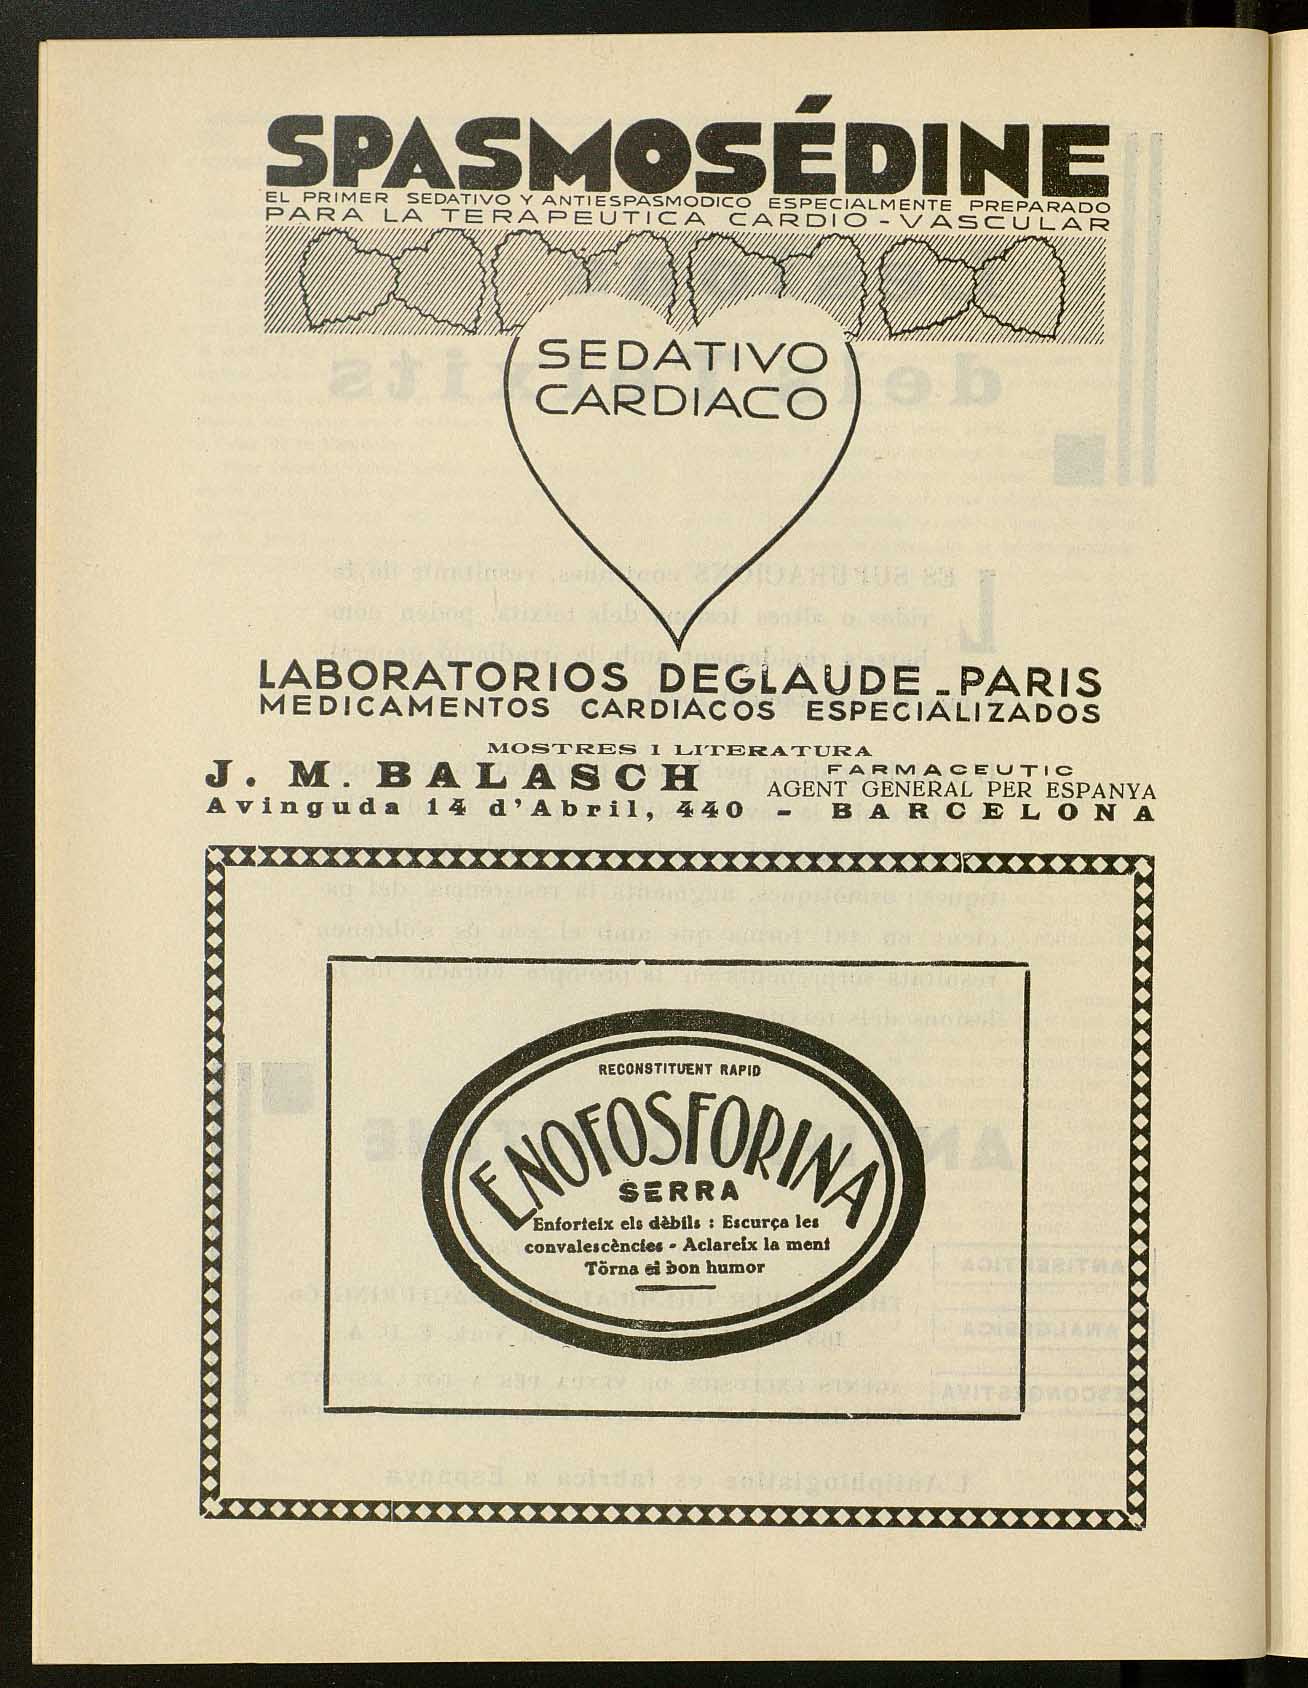 SPASMOSÉDINE
EL PRIMER SEDATIVO Y ANTIESPASMODICO ESPECIALMENTE PREPARADO
PARA LA TERAPEUTICA CARDIO-VASCULAR
SEDATIVO
CARDIACO
LABORATORIOS DEGLAUDE - PARIS
MEDICAMENTOS CARDIACOS ESPECIALIZADOS
MOSTRES I LITERATURA
J. M. BALASCH FARMACEUTIC
AGENT GENERAL PER ESPANYA
Avinguda 14 d'Abril, 440 - BARCELONA
RECONSTITUENT RAPID
ENOFOSFORINA
SERRA
Enforteix els dèbils : Escurça les
convalescències - Aclareix la ment
Törna el bon humor